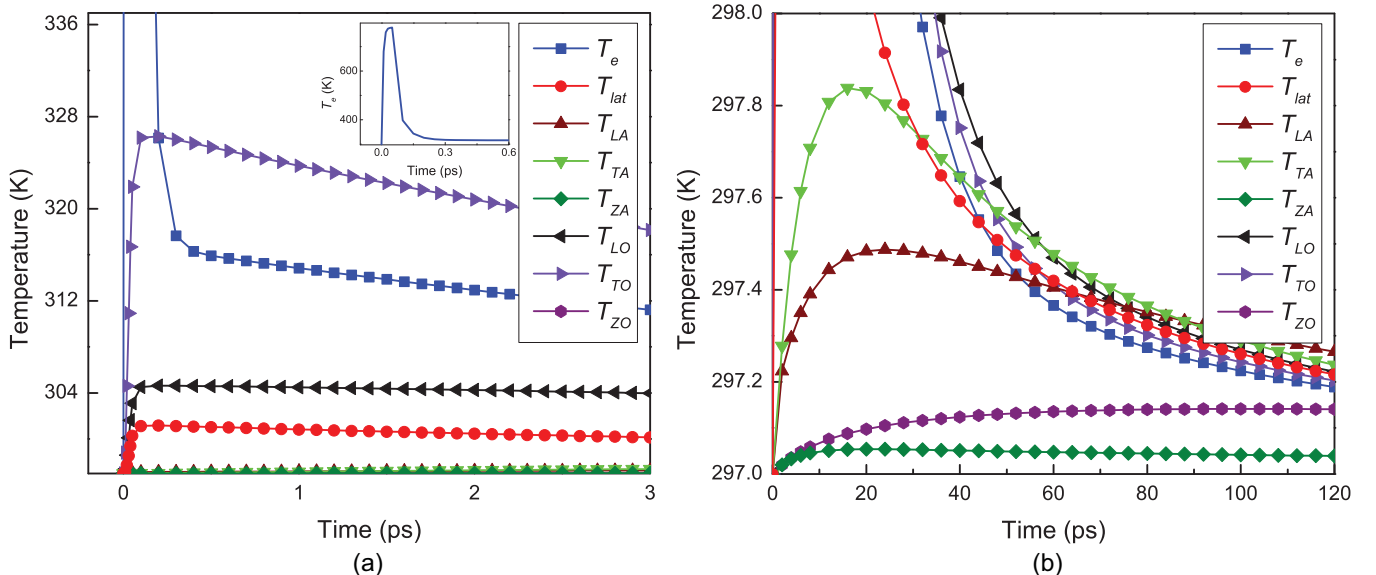 336
328
320
312
304
Temperature (K)
0
1
2
3
Time (ps)
(a)
T_e (K)
600
400
0.0
0.3
0.6
Time (ps)
T_e
T_lat
T_LA
T_TA
T_ZA
T_LO
T_TO
T_ZO
298.0
297.8
297.6
297.4
297.2
297.0
Temperature (K)
0
20
40
60
80
100
120
Time (ps)
(b)
T_e
T_lat
T_LA
T_TA
T_ZA
T_LO
T_TO
T_ZO